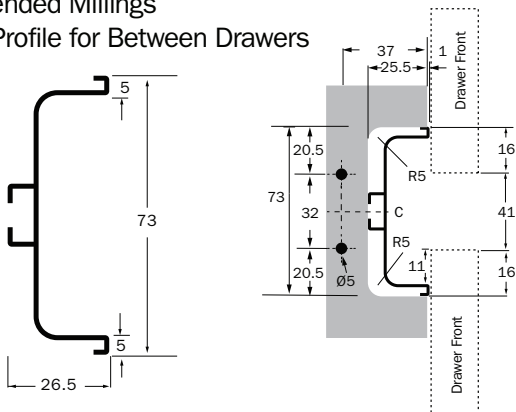 ended Millings
Profile for Between Drawers
5
73
5
26.5
37
1
25.5
Drawer Front
20.5
R5
16
73
32
C
41
R5
20.5
Ø5
11
16
Drawer Front